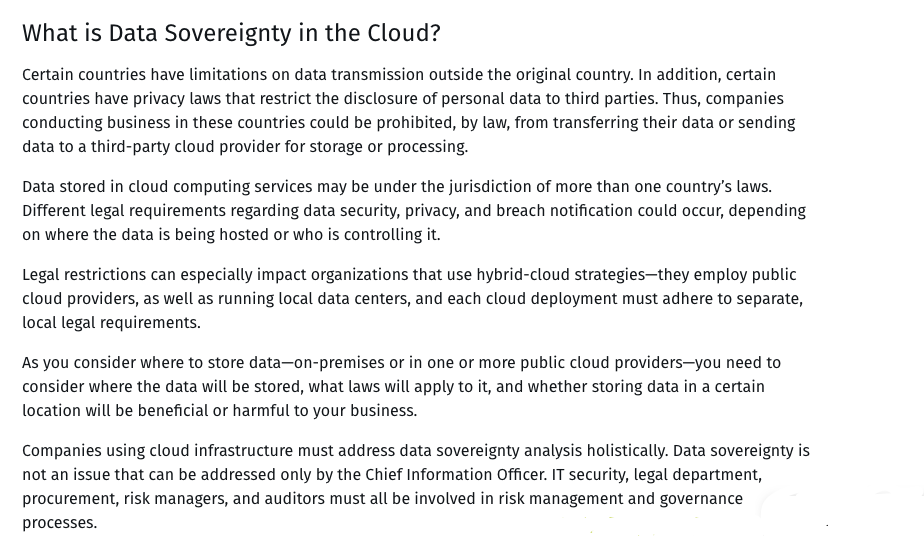 What is Data Sovereignty in the Cloud?
Certain countries have limitations on data transmission outside the original country. In addition, certain
countries have privacy laws that restrict the disclosure of personal data to third parties. Thus, companies
conducting business in these countries could be prohibited, by law, from transferring their data or sending
data to a third-party cloud provider for storage or processing.
Data stored in cloud computing services may be under the jurisdiction of more than one country’s laws.
Different legal requirements regarding data security, privacy, and breach notification could occur, depending
on where the data is being hosted or who is controlling it.
Legal restrictions can especially impact organizations that use hybrid-cloud strategies—they employ public
cloud providers, as well as running local data centers, and each cloud deployment must adhere to separate,
local legal requirements.
As you consider where to store data—on-premises or in one or more public cloud providers—you need to
consider where the data will be stored, what laws will apply to it, and whether storing data in a certain
location will be beneficial or harmful to your business.
Companies using cloud infrastructure must address data sovereignty analysis holistically. Data sovereignty is
not an issue that can be addressed only by the Chief Information Officer. IT security, legal department,
procurement, risk managers, and auditors must all be involved in risk management and governance
processes.